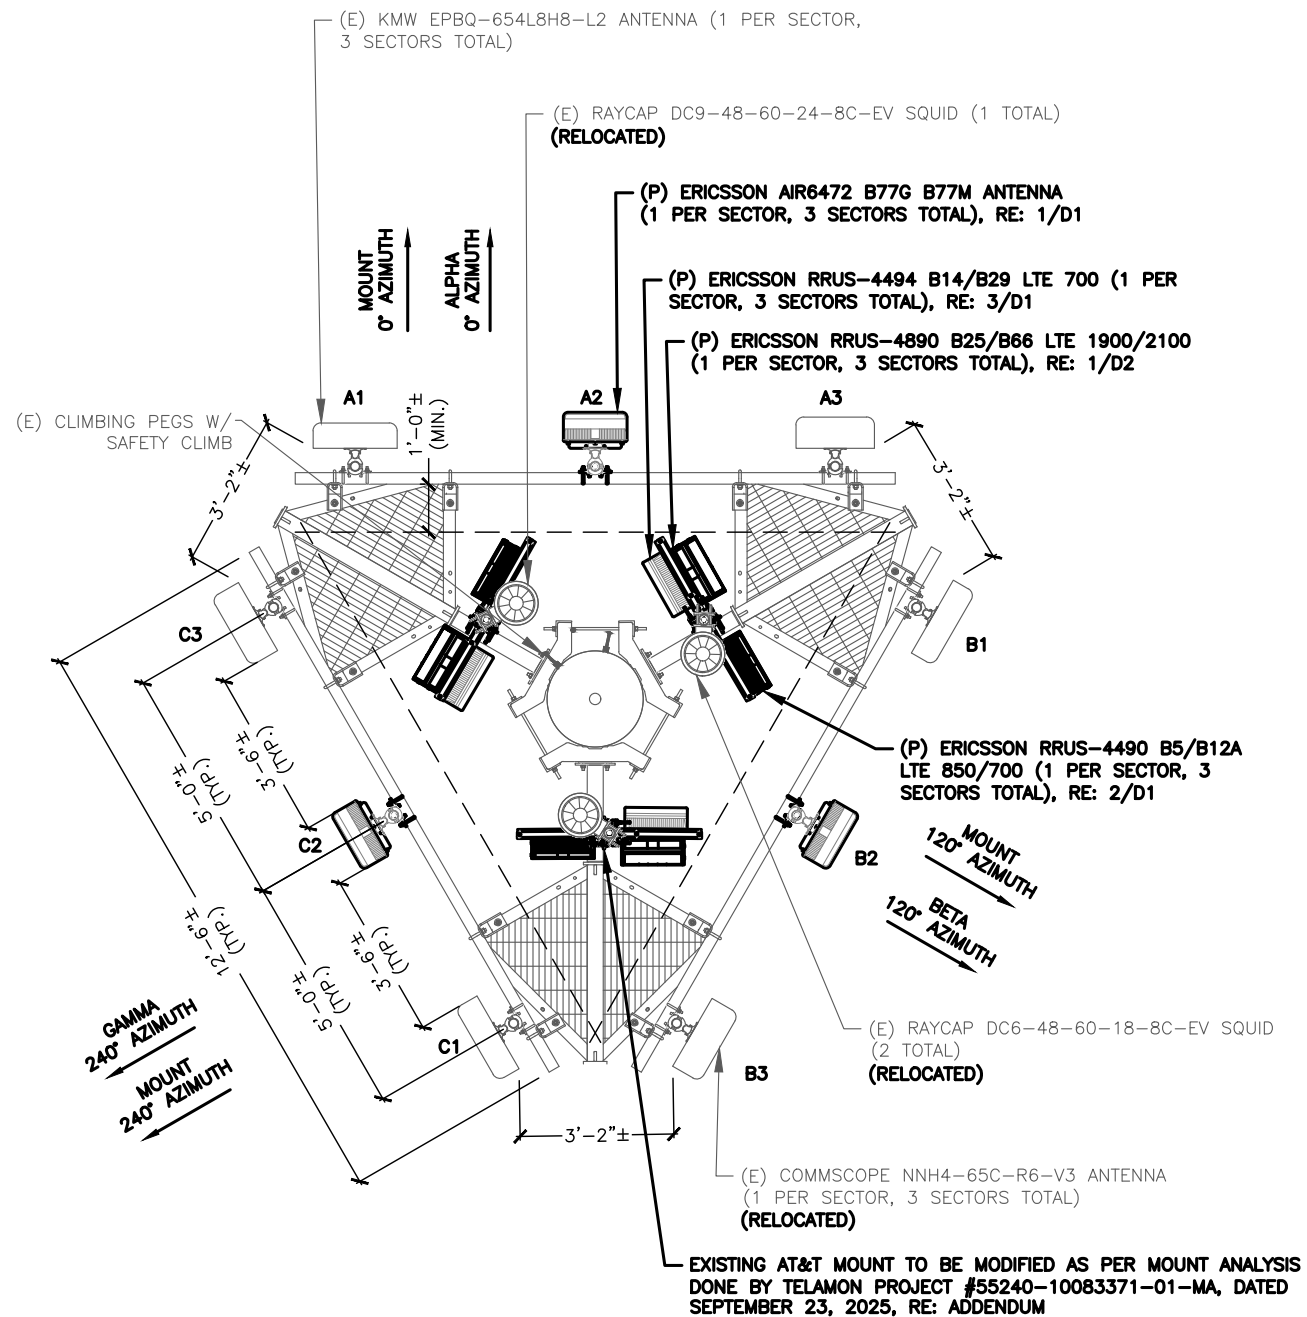 (E) KMW EPBQ-654L8H8-L2 ANTENNA (1 PER SECTOR,
3 SECTORS TOTAL)
(E) RAYCAP DC9-48-60-24-8C-EV SQUID (1 TOTAL)
(RELOCATED)
(P) ERICSSON AIR6472 B77G B77M ANTENNA
(1 PER SECTOR, 3 SECTORS TOTAL), RE: 1/D1
MOUNT
0° AZIMUTH
ALPHA
0° AZIMUTH
(P) ERICSSON RRUS-4494 B14/B29 LTE 700 (1 PER
SECTOR, 3 SECTORS TOTAL), RE: 3/D1
(P) ERICSSON RRUS-4890 B25/B66 LTE 1900/2100
(1 PER SECTOR, 3 SECTORS TOTAL), RE: 1/D2
A1
A2
A3
(E) CLIMBING PEGS W/
SAFETY CLIMB
1'-0"±
(MIN.)
3'-2"±
3'-2"±
C3
B1
3'-6"±
(TYP.)
5'-0"±
(TYP.)
(P) ERICSSON RRUS-4490 B5/B12A
LTE 850/700 (1 PER SECTOR, 3
SECTORS TOTAL), RE: 2/D1
C2
B2
MOUNT
120° AZIMUTH
BETA
120° AZIMUTH
12'-6"±
(TYP.)
3'-6"±
(TYP.)
5'-0"±
(TYP.)
GAMMA
240° AZIMUTH
MOUNT
240° AZIMUTH
C1
B3
(E) RAYCAP DC6-48-60-18-8C-EV SQUID
(2 TOTAL)
(RELOCATED)
3'-2"±
(E) COMMSCOPE NNH4-65C-R6-V3 ANTENNA
(1 PER SECTOR, 3 SECTORS TOTAL)
(RELOCATED)
EXISTING AT&T MOUNT TO BE MODIFIED AS PER MOUNT ANALYSIS
DONE BY TELAMON PROJECT #55240-10083371-01-MA, DATED
SEPTEMBER 23, 2025, RE: ADDENDUM